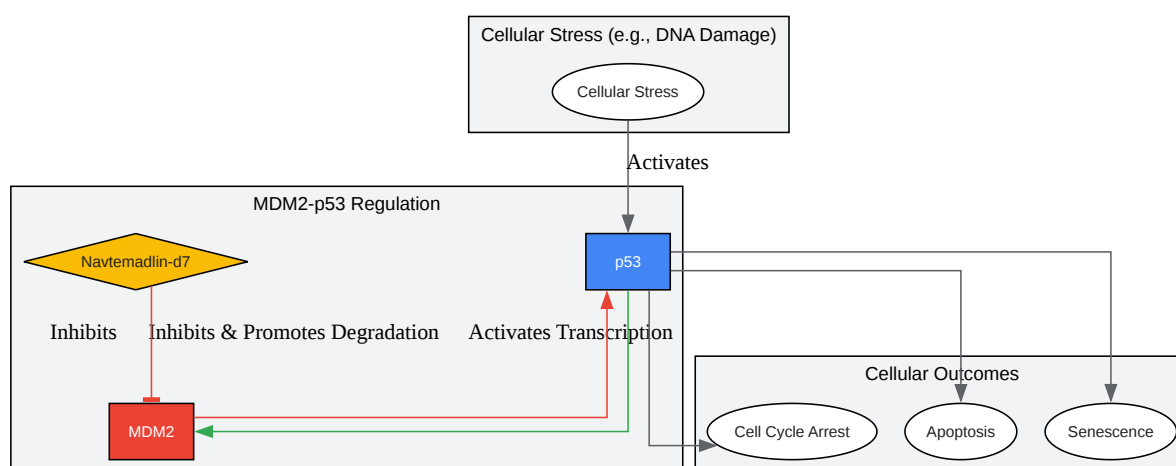 Cellular Stress (e.g., DNA Damage)
Cellular Stress
Activates
MDM2-p53 Regulation
Navtemadlin-d7
p53
Inhibits
Inhibits & Promotes Degradation
Activates Transcription
Cellular Outcomes
MDM2
Cell Cycle Arrest
Apoptosis
Senescence